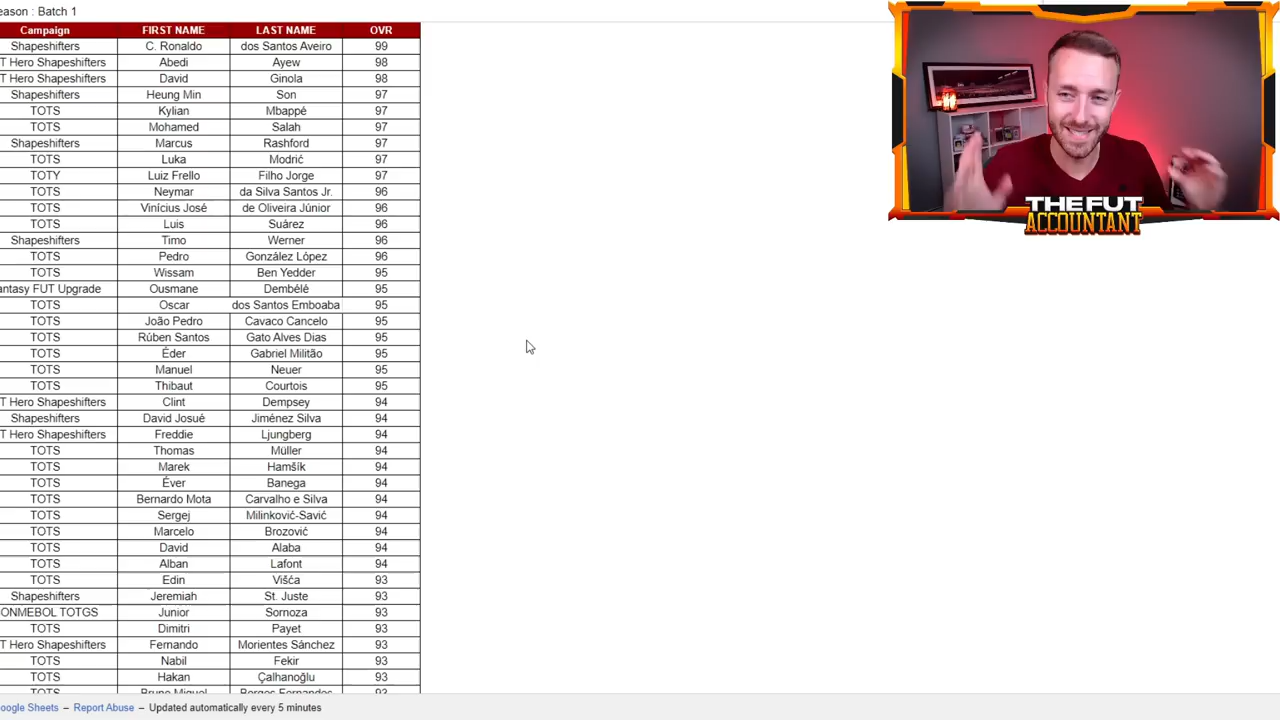 eason : Batch 1
Campaign FIRST NAME LAST NAME OVR
Shapeshifters C. Ronaldo dos Santos Aveiro 99
T Hero Shapeshifters Abedi Ayew 98
T Hero Shapeshifters David Ginola 98
Shapeshifters Heung Min Son 97
TOTS Kylian Mbappé 97
TOTS Mohamed Salah 97
Shapeshifters Marcus Rashford 97
TOTS Luka Modrić 97
TOTY Luiz Frello Filho Jorge 97
TOTS Neymar da Silva Santos Jr. 96
TOTS Vinícius José de Oliveira Júnior 96
TOTS Luis Suárez 96
Shapeshifters Timo Werner 96
TOTS Pedro González López 96
TOTS Wissam Ben Yedder 95
antasy FUT Upgrade Ousmane Dembélé 95
TOTS Oscar dos Santos Emboaba 95
TOTS João Pedro Cavaco Cancelo 95
TOTS Rúben Santos Gato Alves Dias 95
TOTS Éder Gabriel Militão 95
TOTS Manuel Neuer 95
TOTS Thibaut Courtois 95
T Hero Shapeshifters Clint Dempsey 94
Shapeshifters David Josué Jiménez Silva 94
T Hero Shapeshifters Freddie Ljungberg 94
TOTS Thomas Müller 94
TOTS Marek Hamšík 94
TOTS Éver Banega 94
TOTS Bernardo Mota Carvalho e Silva 94
TOTS Sergej Milinković-Savić 94
TOTS Marcelo Brozović 94
TOTS David Alaba 94
TOTS Alban Lafont 94
TOTS Edin Višća 93
Shapeshifters Jeremiah St. Juste 93
ONMEBOL TOTGS Junior Sornoza 93
TOTS Dimitri Payet 93
T Hero Shapeshifters Fernando Morientes Sánchez 93
TOTS Nabil Fekir 93
TOTS Hakan Çalhanoğlu 93
TOTS Bruno Miguel Borges Fernandes 93
oogle Sheets – Report Abuse – Updated automatically every 5 minutes
THE FUT
ACCOUNTANT